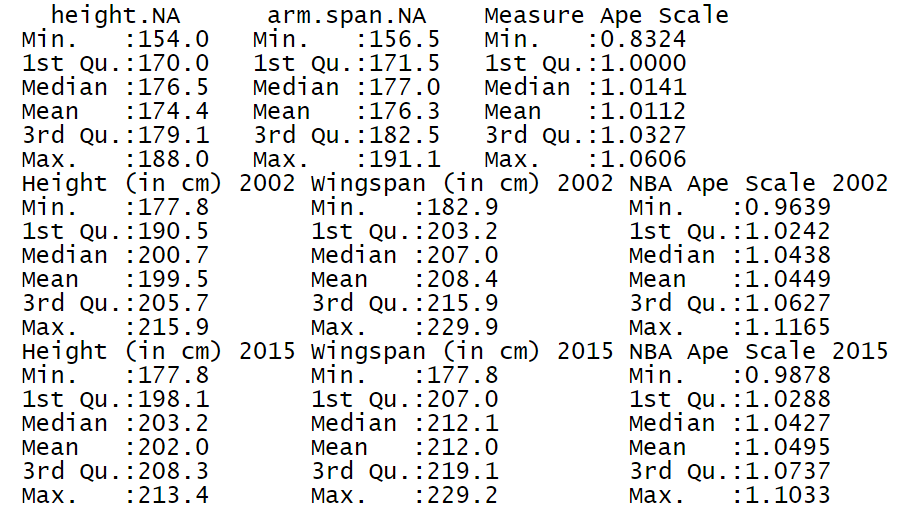 height.NA arm.span.NA Measure Ape Scale
Min. :154.0 Min. :156.5 Min. :0.8324
1st Qu.:170.0 1st Qu.:171.5 1st Qu.:1.0000
Median :176.5 Median :177.0 Median :1.0141
Mean :174.4 Mean :176.3 Mean :1.0112
3rd Qu.:179.1 3rd Qu.:182.5 3rd Qu.:1.0327
Max. :188.0 Max. :191.1 Max. :1.0606
Height (in cm) 2002 Wingspan (in cm) 2002 NBA Ape Scale 2002
Min. :177.8 Min. :182.9 Min. :0.9639
1st Qu.:190.5 1st Qu.:203.2 1st Qu.:1.0242
Median :200.7 Median :207.0 Median :1.0438
Mean :199.5 Mean :208.4 Mean :1.0449
3rd Qu.:205.7 3rd Qu.:215.9 3rd Qu.:1.0627
Max. :215.9 Max. :229.9 Max. :1.1165
Height (in cm) 2015 Wingspan (in cm) 2015 NBA Ape Scale 2015
Min. :177.8 Min. :177.8 Min. :0.9878
1st Qu.:198.1 1st Qu.:207.0 1st Qu.:1.0288
Median :203.2 Median :212.1 Median :1.0427
Mean :202.0 Mean :212.0 Mean :1.0495
3rd Qu.:208.3 3rd Qu.:219.1 3rd Qu.:1.0737
Max. :213.4 Max. :229.2 Max. :1.1033